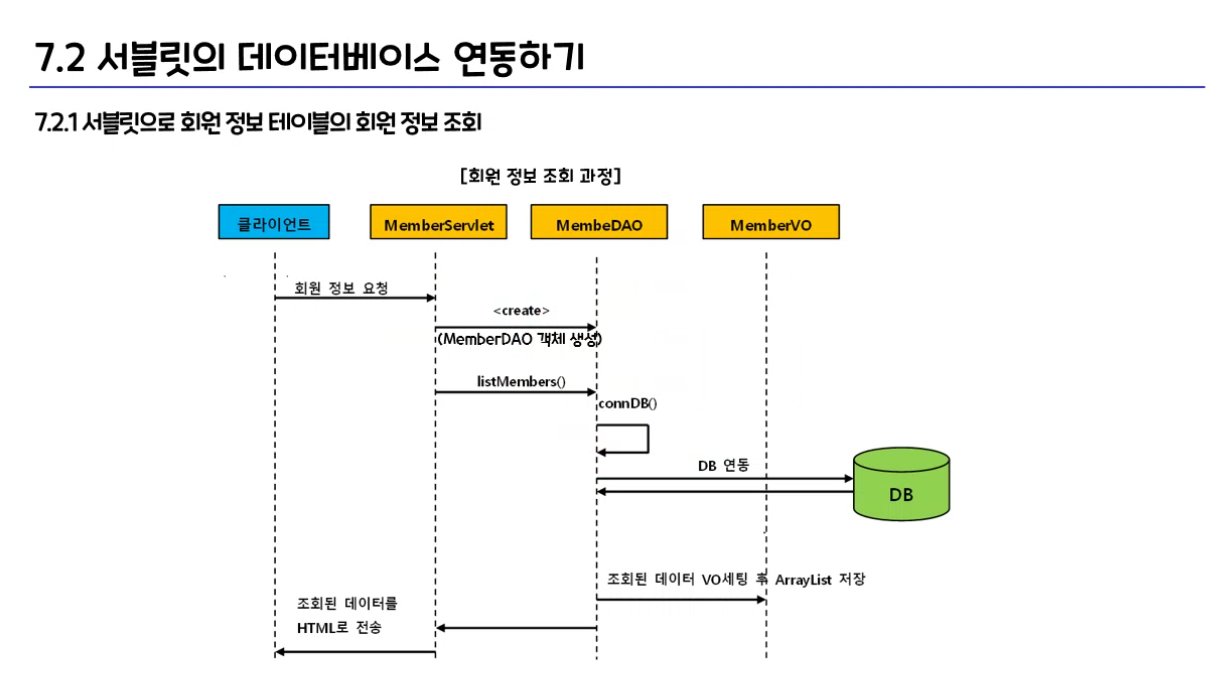 7.2 서블릿의 데이터베이스 연동하기
7.2.1 서블릿으로 회원 정보 테이블의 회원 정보 조회
[회원 정보 조회 과정]
클라이언트
MemberServlet
MembeDAO
MemberVO
회원 정보 요청
<create>
(MemberDAO 객체 생성)
listMembers()
connDB()
DB 연동
DB
조회된 데이터 VO세팅 후 ArrayList 저장
조회된 데이터를
HTML로 전송